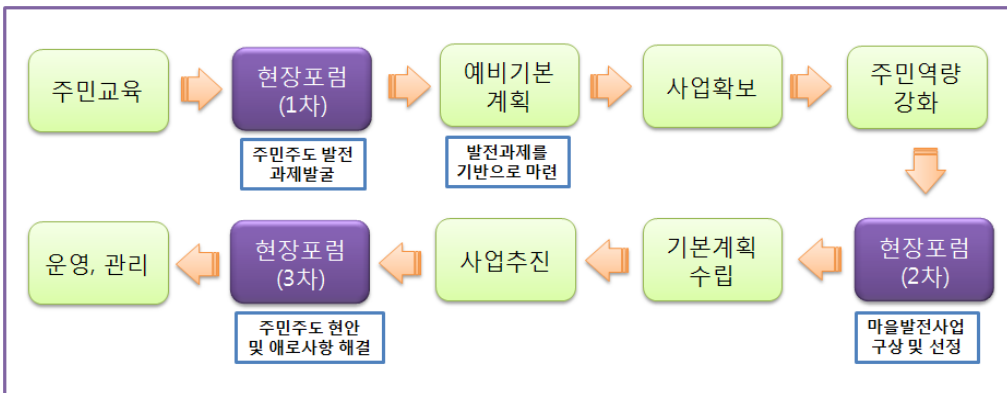 주민교육
현장포럼
(1차)
예비기본
계획
사업확보
주민역량
강화
주민주도 발전
과제발굴
발전과제를
기반으로 마련
운영, 관리
현장포럼
(3차)
사업추진
기본계획
수립
현장포럼
(2차)
주민주도 현안
및 애로사항 해결
마을발전사업
구상 및 선정